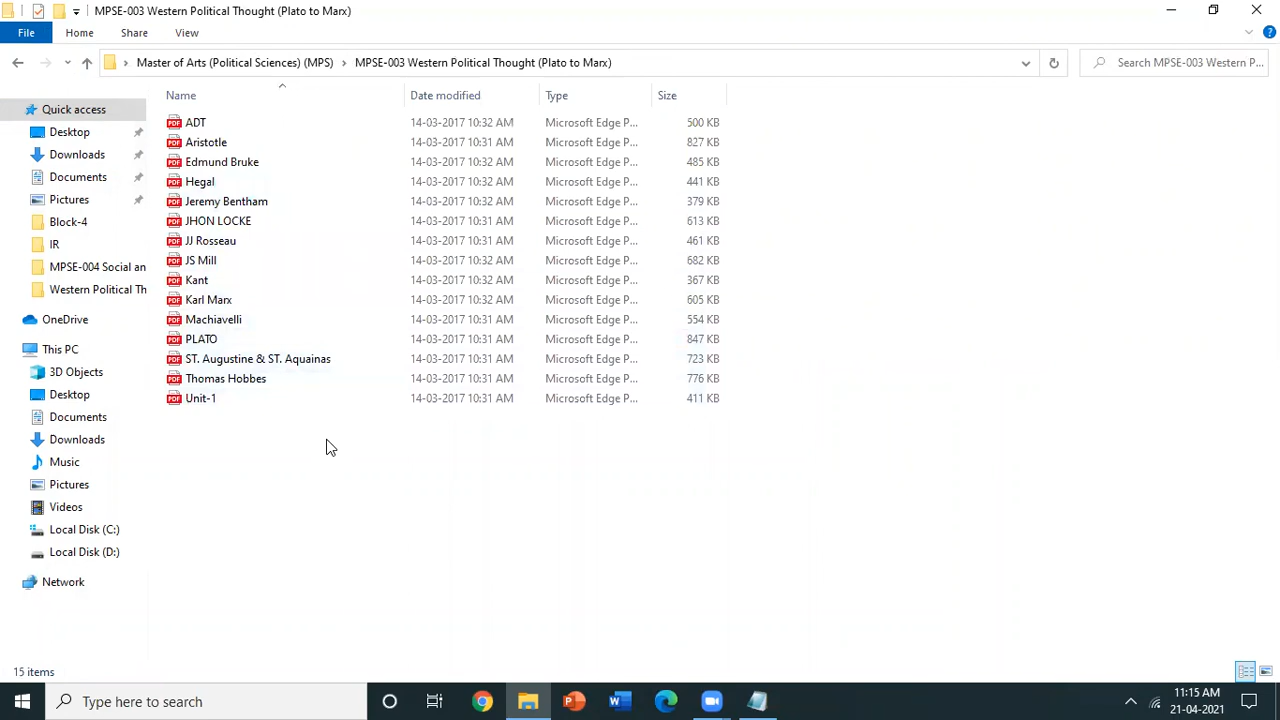 MPSE-003 Western Political Thought (Plato to Marx)
File Home Share View
Master of Arts (Political Sciences) (MPS) MPSE-003 Western Political Thought (Plato to Marx) Search MPSE-003 Western P...
Name Date modified Type Size
Quick access
Desktop
Downloads
Documents
Pictures
Block-4
IR
MPSE-004 Social an
Western Political Th
OneDrive
This PC
3D Objects
Desktop
Documents
Downloads
Music
Pictures
Videos
Local Disk (C:)
Local Disk (D:)
Network
ADT 14-03-2017 10:32 AM Microsoft Edge P... 500 KB
Aristotle 14-03-2017 10:31 AM Microsoft Edge P... 827 KB
Edmund Bruke 14-03-2017 10:32 AM Microsoft Edge P... 485 KB
Hegal 14-03-2017 10:32 AM Microsoft Edge P... 441 KB
Jeremy Bentham 14-03-2017 10:32 AM Microsoft Edge P... 379 KB
JHON LOCKE 14-03-2017 10:31 AM Microsoft Edge P... 613 KB
JJ Rosseau 14-03-2017 10:31 AM Microsoft Edge P... 461 KB
JS Mill 14-03-2017 10:32 AM Microsoft Edge P... 682 KB
Kant 14-03-2017 10:32 AM Microsoft Edge P... 367 KB
Karl Marx 14-03-2017 10:32 AM Microsoft Edge P... 605 KB
Machiavelli 14-03-2017 10:31 AM Microsoft Edge P... 554 KB
PLATO 14-03-2017 10:31 AM Microsoft Edge P... 847 KB
ST. Augustine & ST. Aquainas 14-03-2017 10:31 AM Microsoft Edge P... 723 KB
Thomas Hobbes 14-03-2017 10:31 AM Microsoft Edge P... 776 KB
Unit-1 14-03-2017 10:31 AM Microsoft Edge P... 411 KB
15 items
Type here to search
11:15 AM
21-04-2021